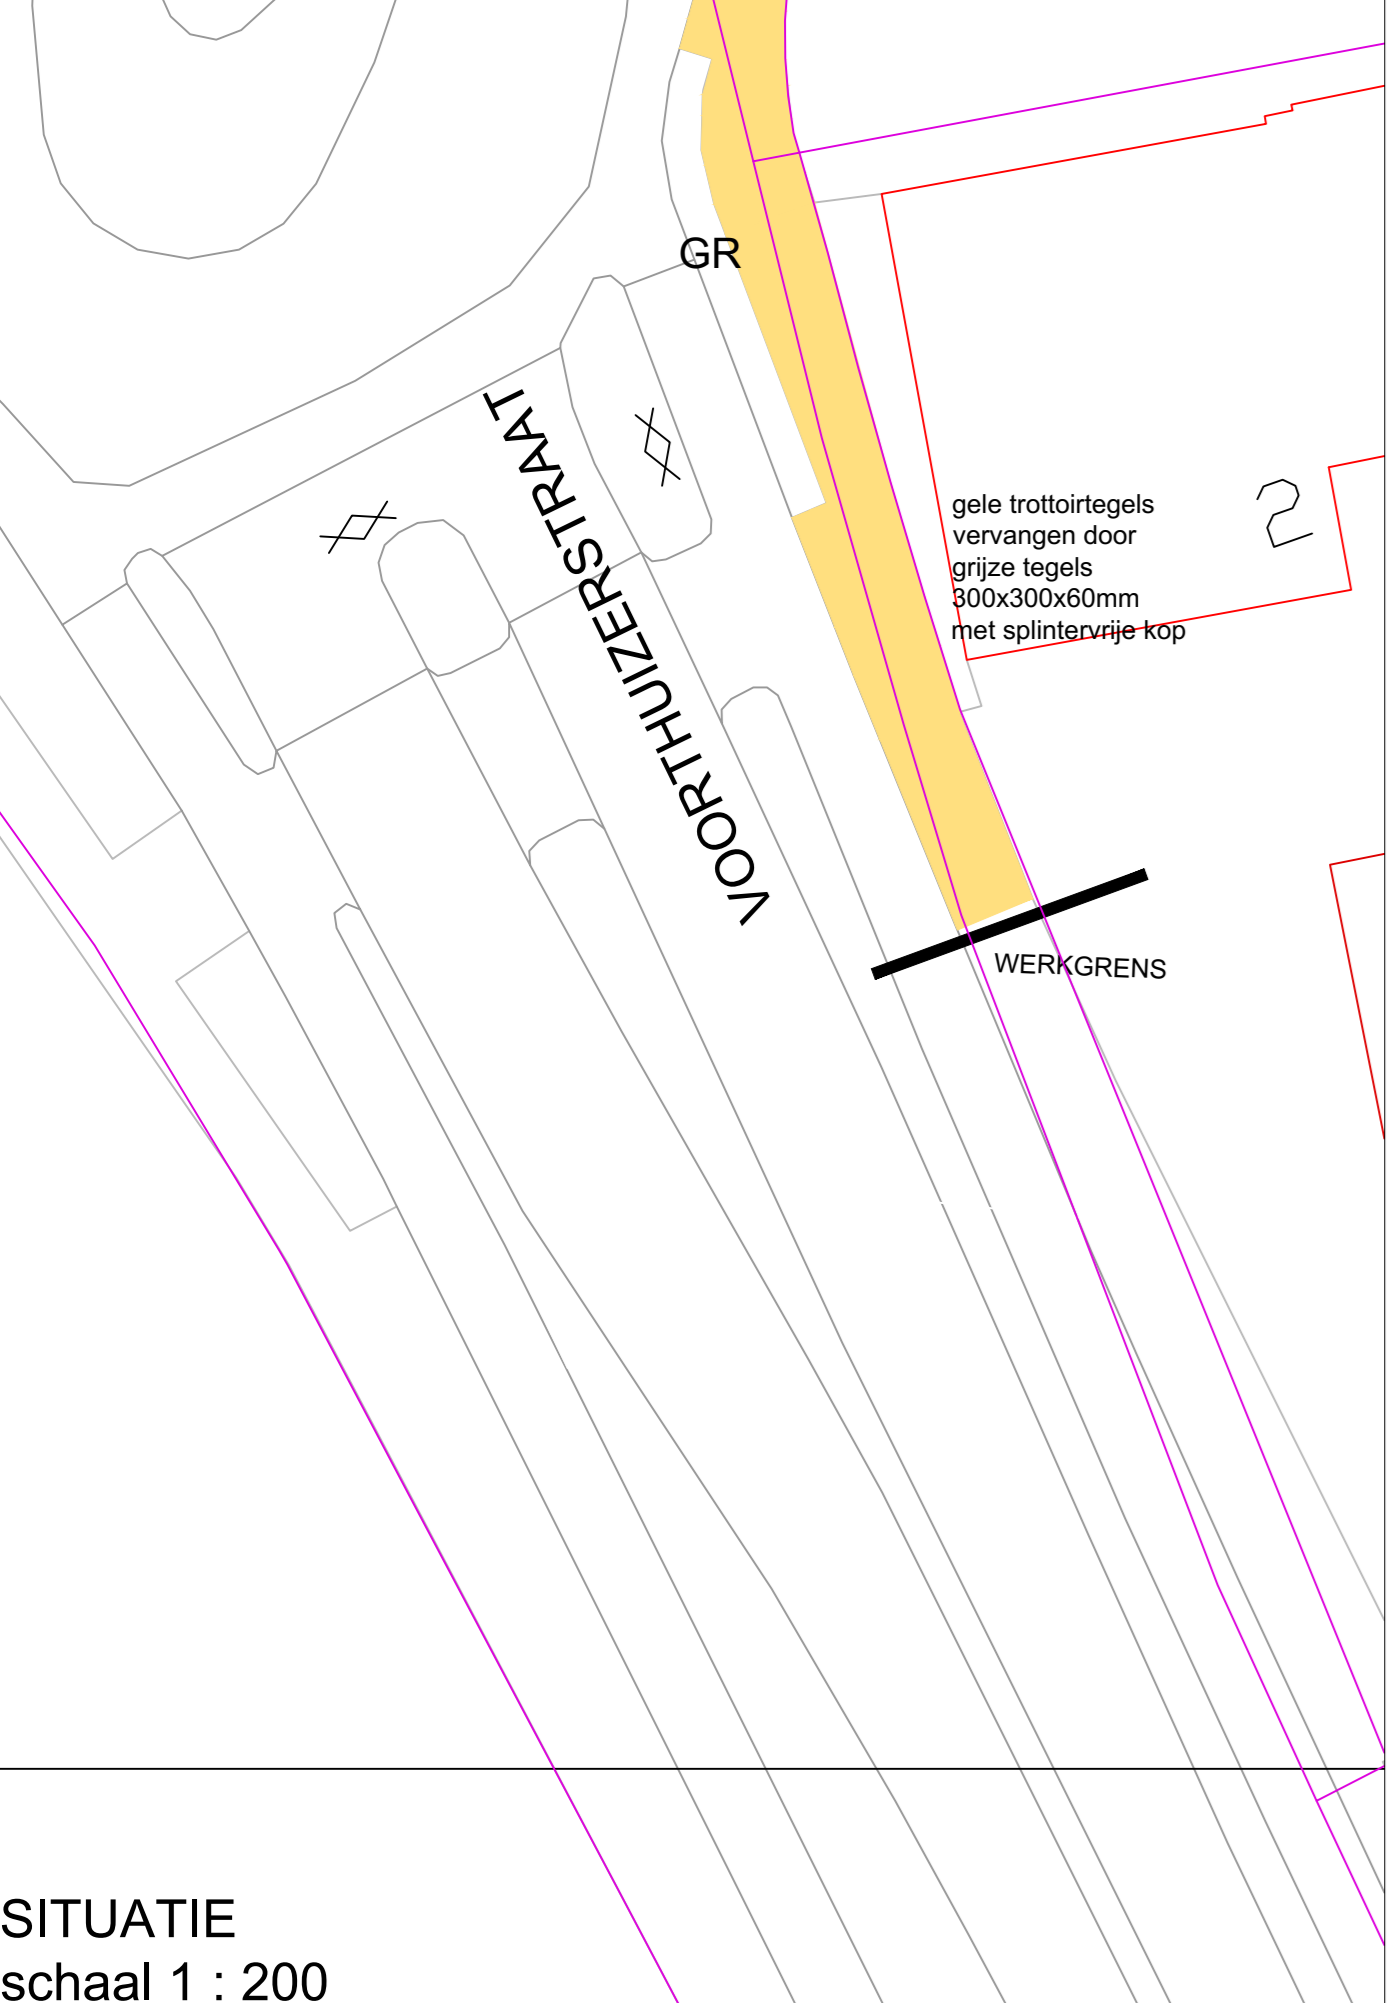 GR
VOORTHUIZERSTRAAT
gele trottoirtegels
vervangen door
grijze tegels
300x300x60mm
met splintervrije kop
2
WERKGRENS
SITUATIE
schaal 1 : 200